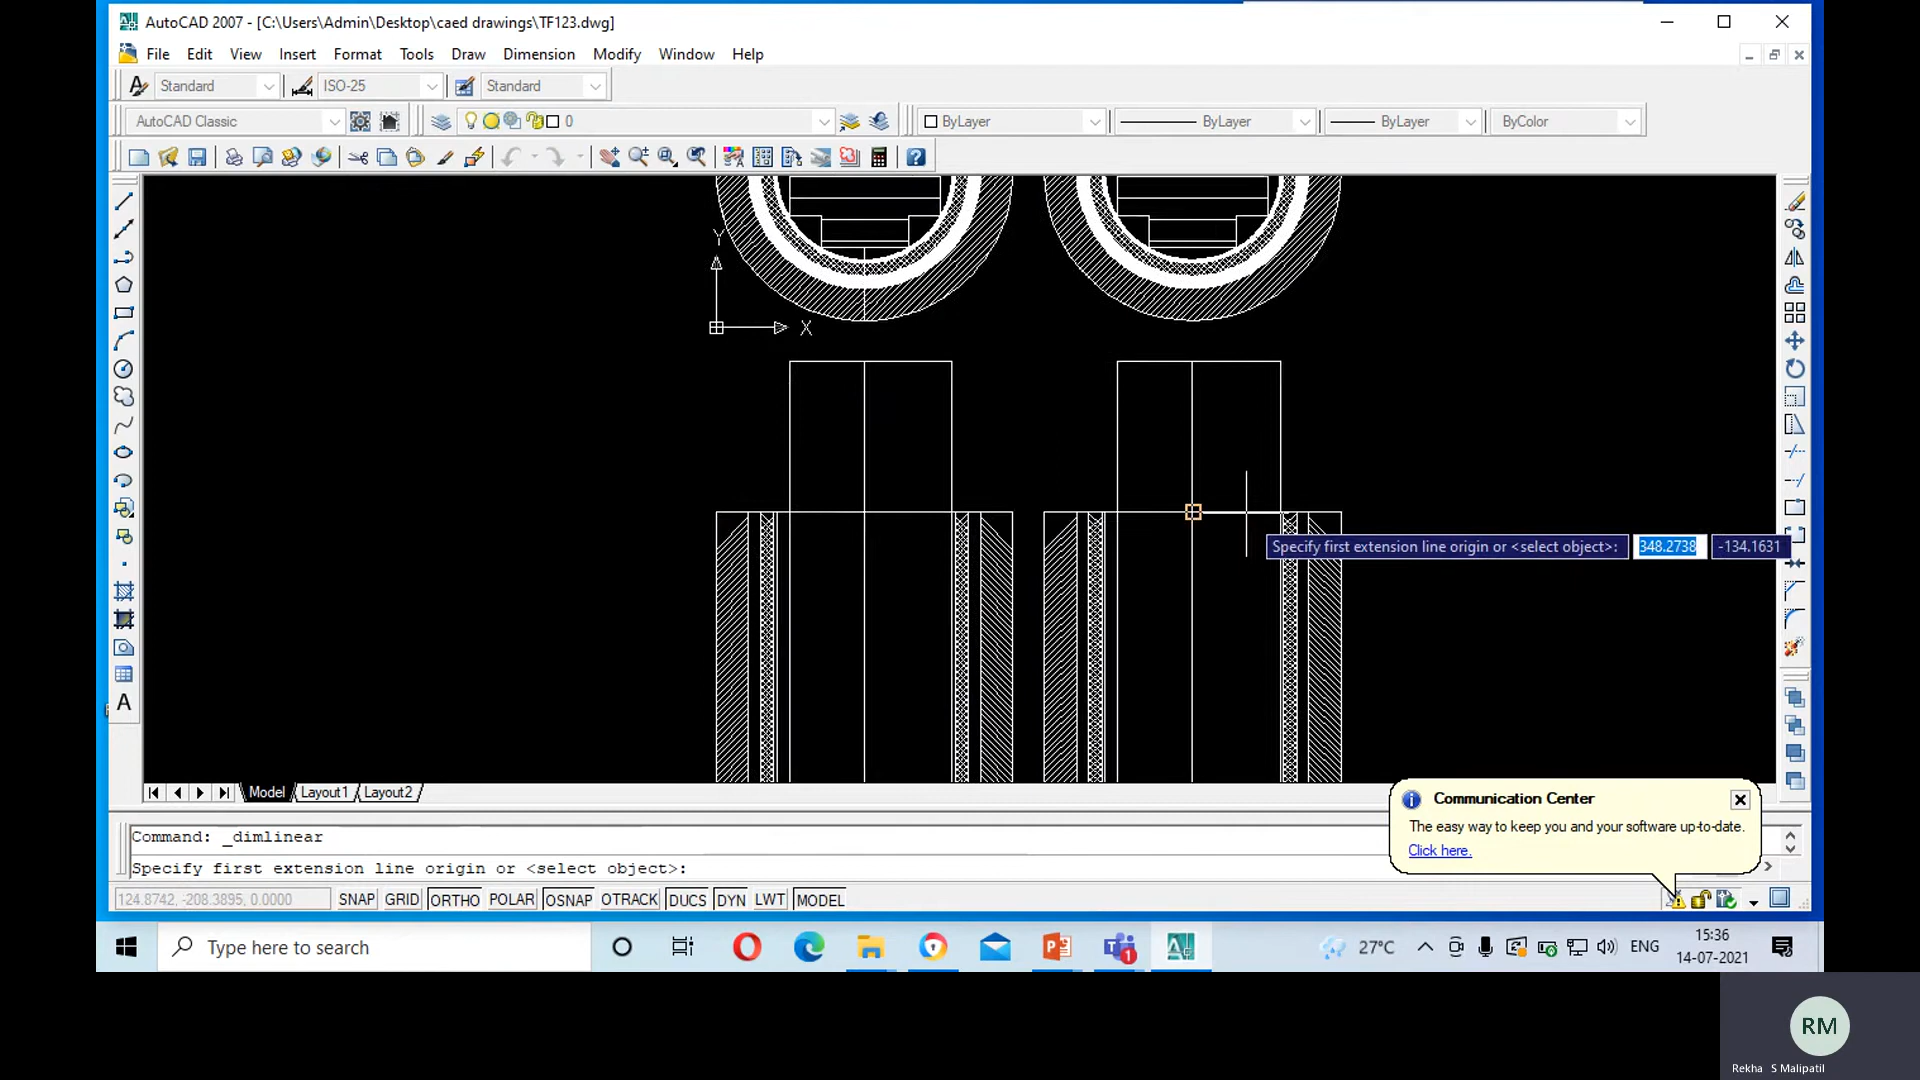 AutoCAD 2007 - [C:\Users\Admin\Desktop\caed drawings\TF123.dwg]
File Edit View Insert Format Tools Draw Dimension Modify Window Help
Standard ISO-25 Standard
AutoCAD Classic 0 ByLayer ByLayer ByLayer ByColor
Y
X
Specify first extension line origin or <select object>: 348.2738 -134.1631
A
Model Layout1 Layout2
Communication Center
The easy way to keep you and your software up-to-date.
Click here.
Command: _dimlinear
Specify first extension line origin or <select object>:
124.8742, -208.3895, 0.0000 SNAP GRID ORTHO POLAR OSNAP OTRACK DUCS DYN LWT MODEL
Type here to search
1
27°C ENG
15:36
14-07-2021
RM
Rekha S Malipatil